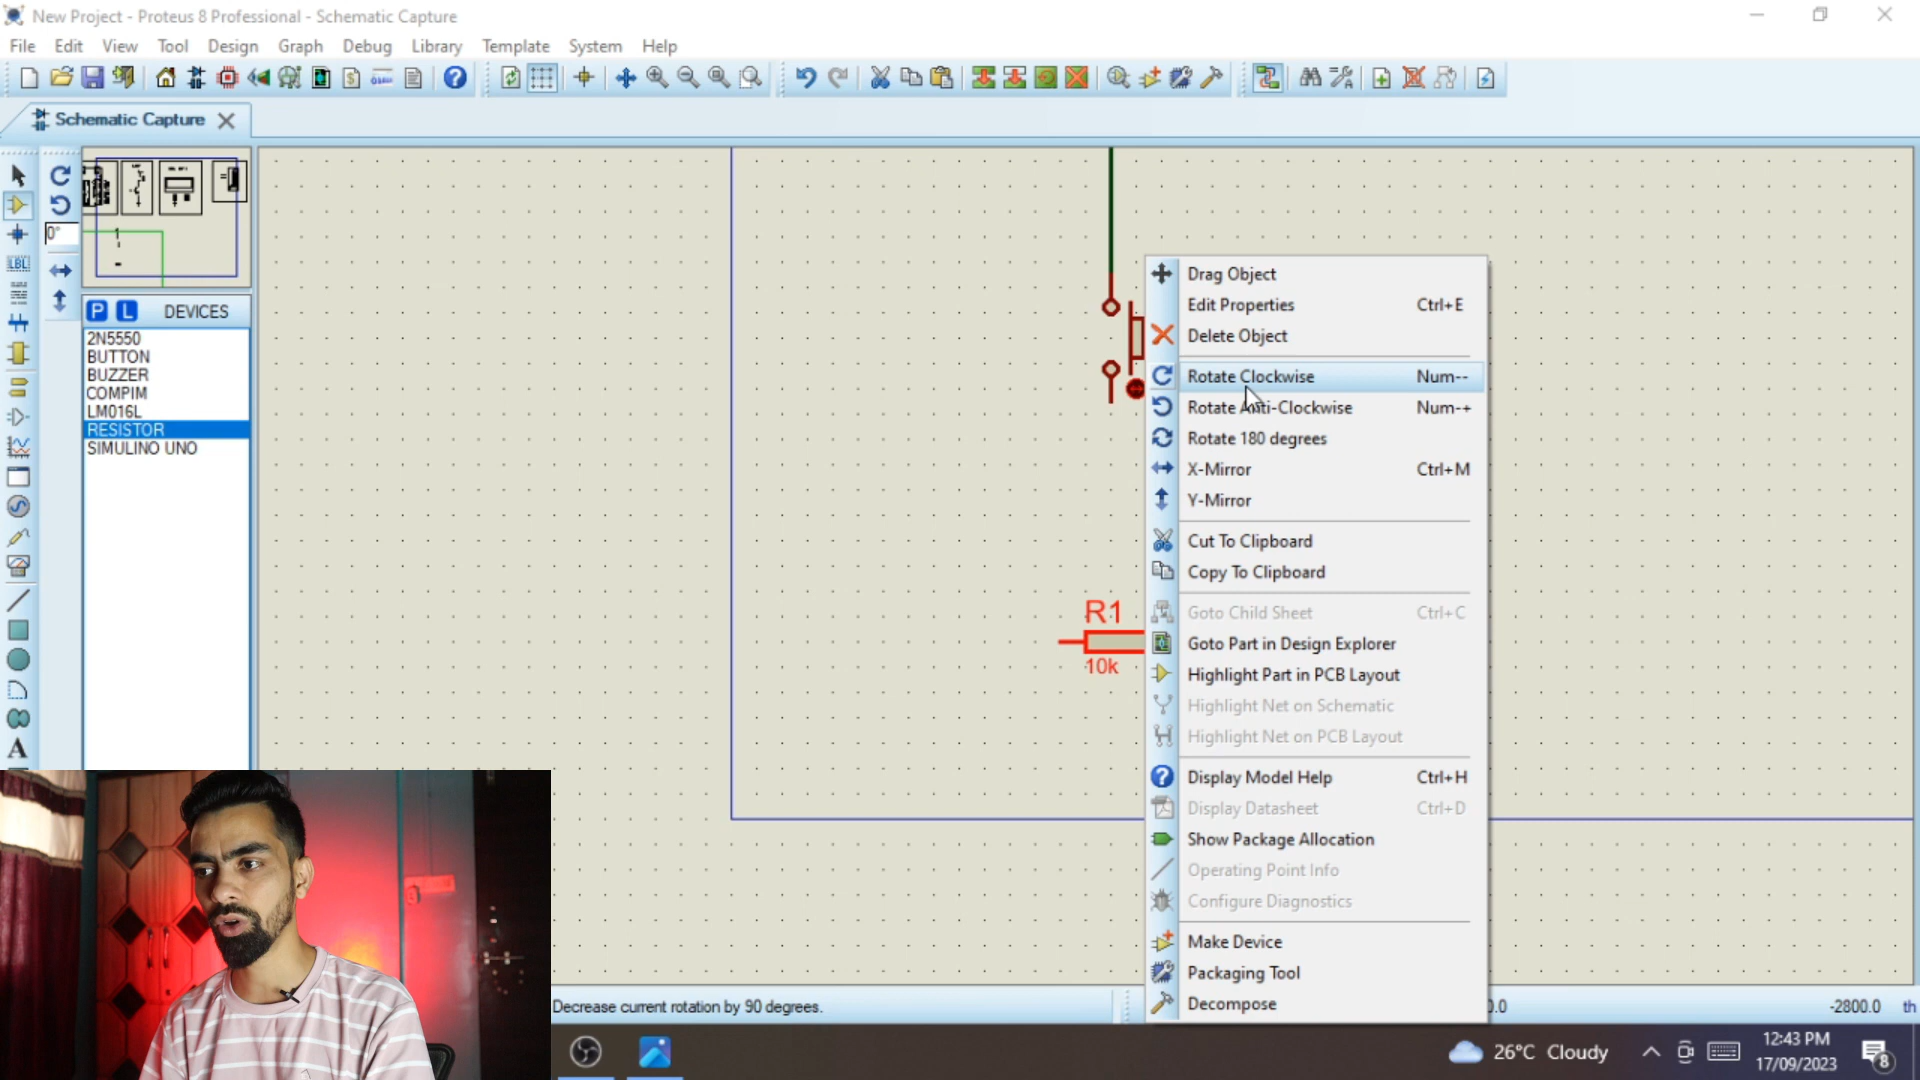 New Project - Proteus 8 Professional - Schematic Capture
File Edit View Tool Design Graph Debug Library Template System Help
Schematic Capture
0°
LBL
P L DEVICES
2N5550
BUTTON
BUZZER
COMPIM
LM016L
RESISTOR
SIMULINO UNO
A
R1
10k
Drag Object
Edit Properties Ctrl+E
Delete Object
Rotate Clockwise Num--
Rotate Anti-Clockwise Num-+
Rotate 180 degrees
X-Mirror Ctrl+M
Y-Mirror
Cut To Clipboard
Copy To Clipboard
Goto Child Sheet Ctrl+C
Goto Part in Design Explorer
Highlight Part in PCB Layout
Highlight Net on Schematic
Highlight Net on PCB Layout
Display Model Help Ctrl+H
Display Datasheet Ctrl+D
Show Package Allocation
Operating Point Info
Configure Diagnostics
Make Device
Packaging Tool
Decompose
Decrease current rotation by 90 degrees.
-2800.0 th
26°C Cloudy
12:43 PM
17/09/2023
8